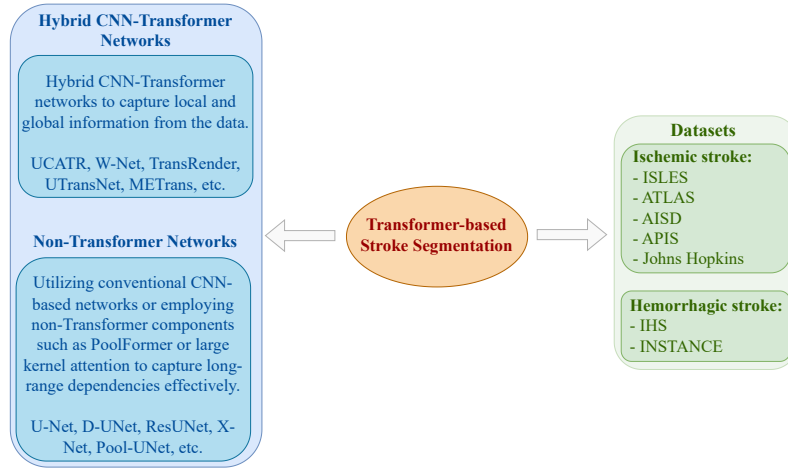 Hybrid CNN-Transformer
Networks
Hybrid CNN-Transformer
networks to capture local and
global information from the data.
UCATR, W-Net, TransRender,
UTransNet, METrans, etc.
Non-Transformer Networks
Utilizing conventional CNN-
based networks or employing
non-Transformer components
such as PoolFormer or large
kernel attention to capture long-
range dependencies effectively.
U-Net, D-UNet, ResUNet, X-
Net, Pool-UNet, etc.
Transformer-based
Stroke Segmentation
Datasets
Ischemic stroke:
- ISLES
- ATLAS
- AISD
- APIS
- Johns Hopkins
Hemorrhagic stroke:
- IHS
- INSTANCE